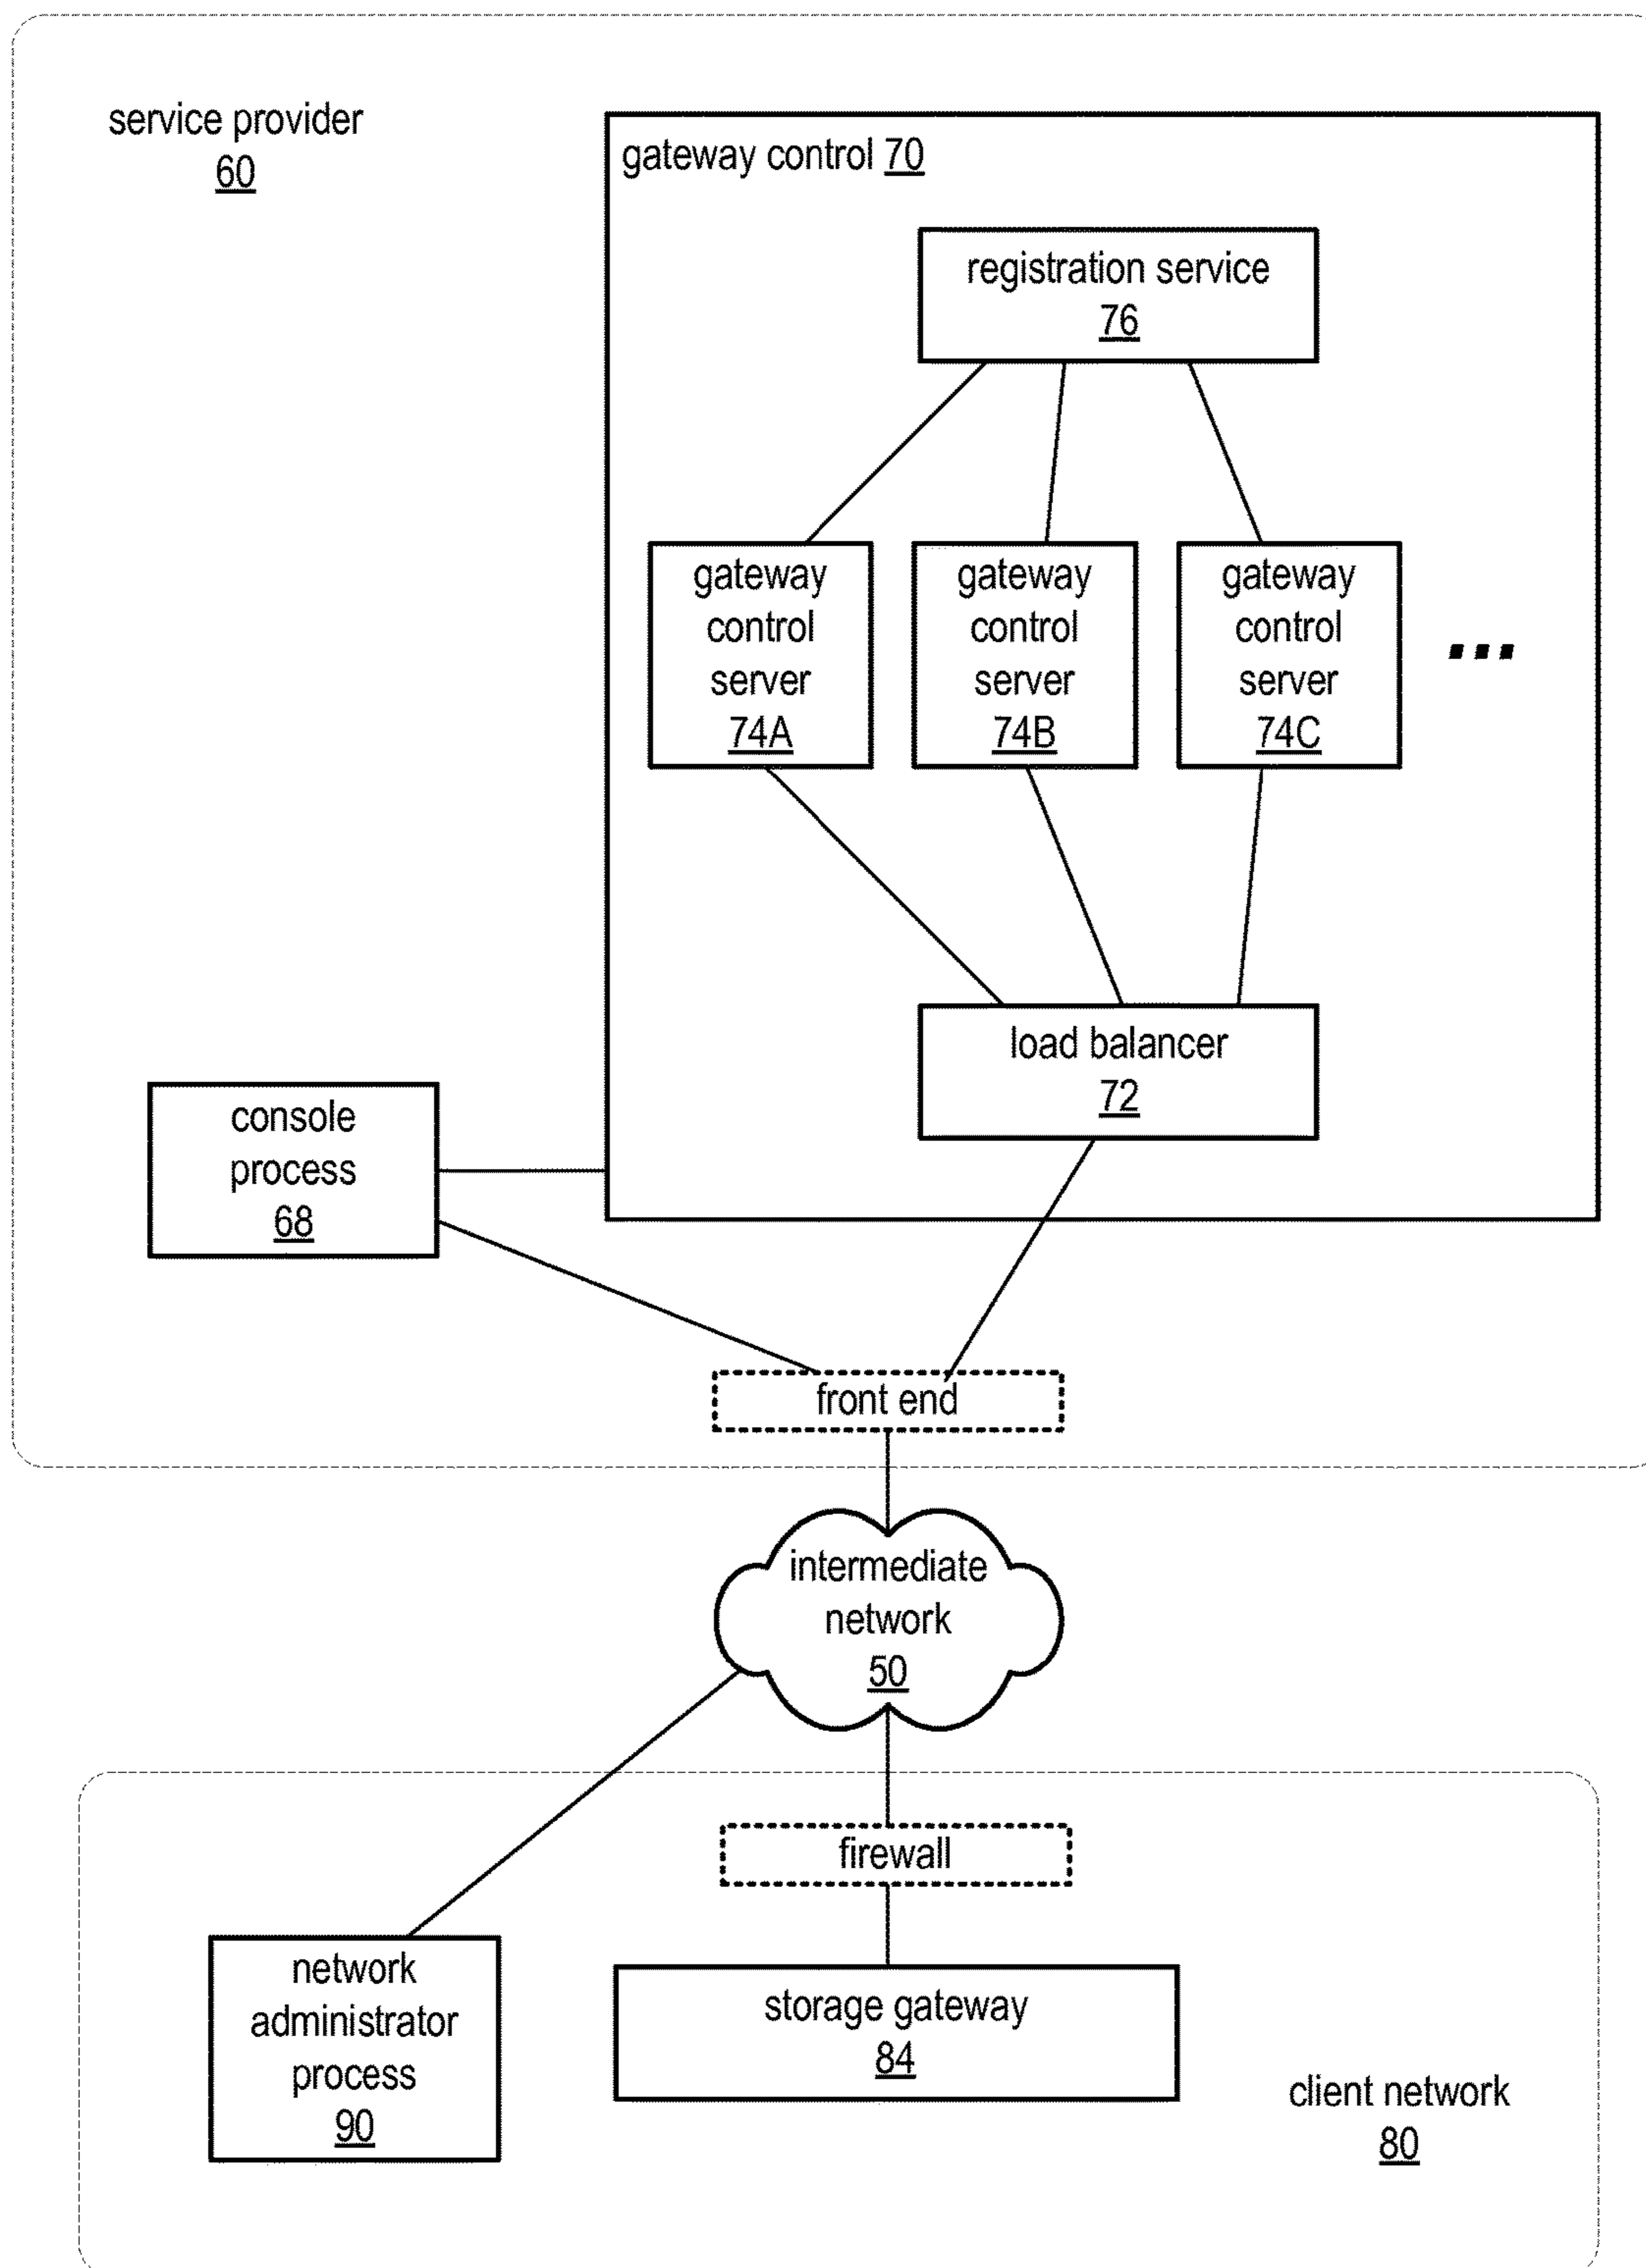 service provider
60
gateway control 70
registration service
76
gateway
control
server
74A
gateway
control
server
74B
gateway
control
server
74C
...
load balancer
72
console
process
68
front end
intermediate
network
50
firewall
network
administrator
process
90
storage gateway
84
client network
80